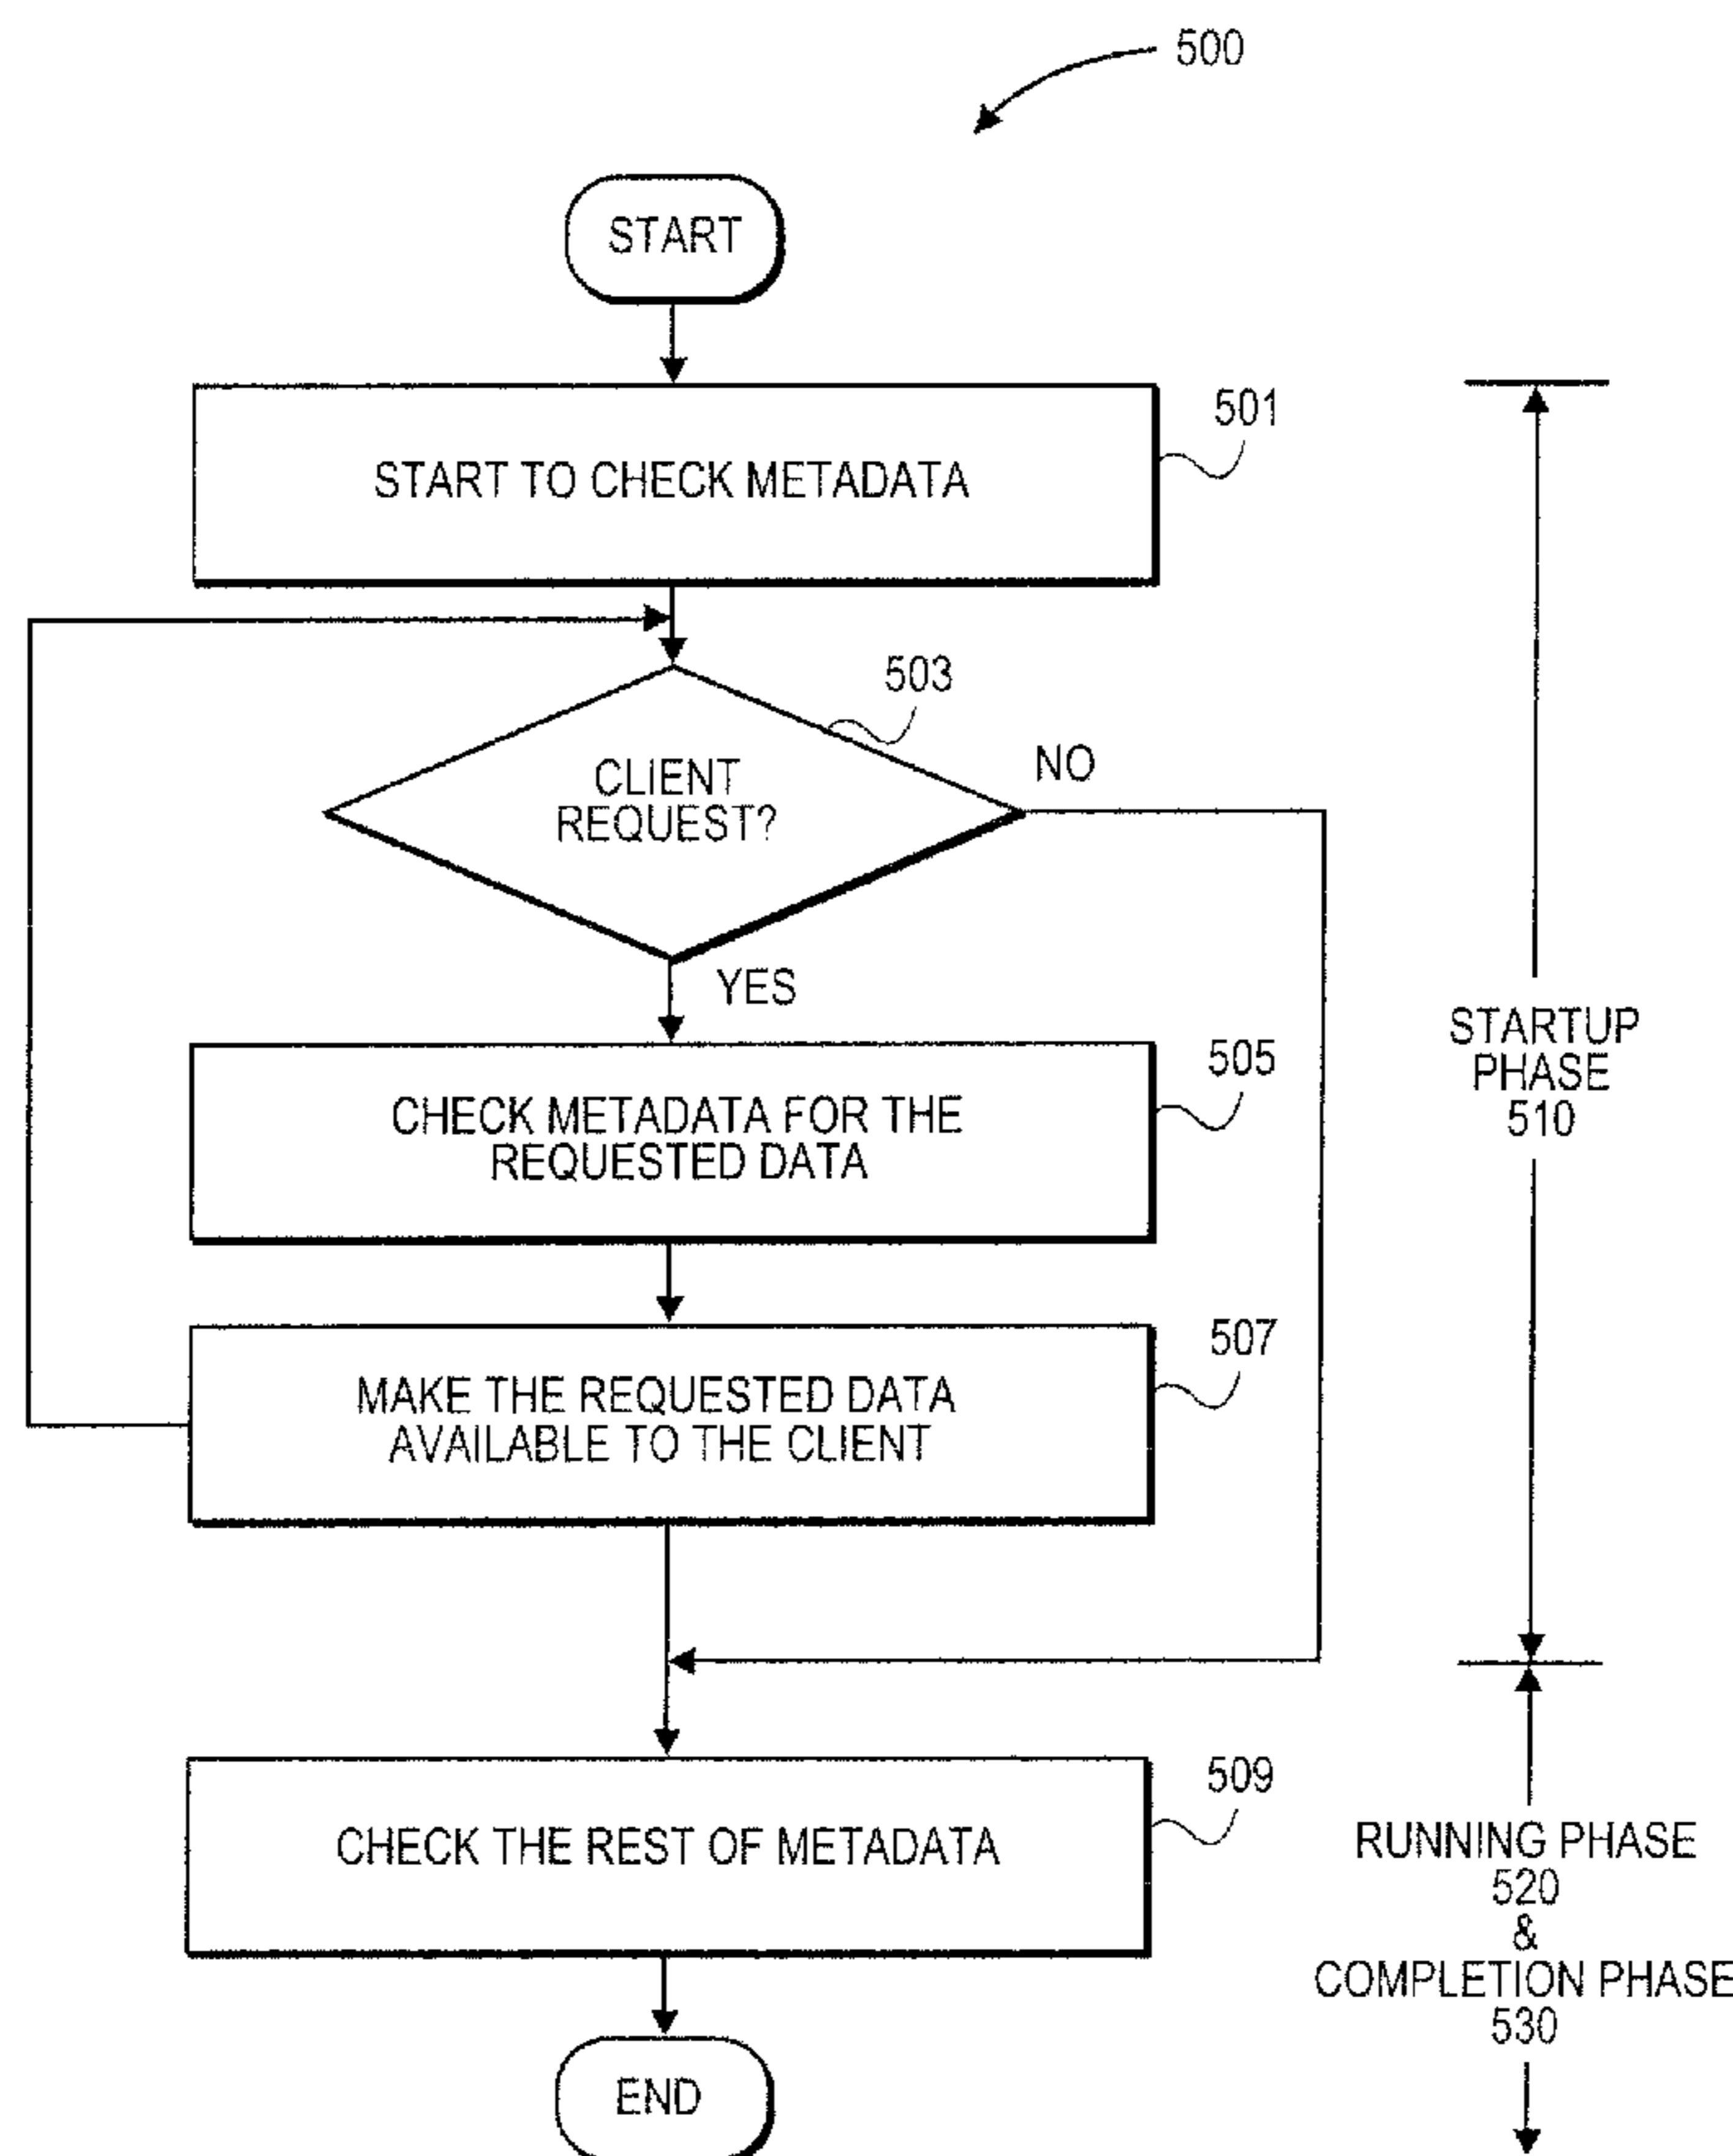 500
START
501
START TO CHECK METADATA
503
NO
CLIENT
REQUEST?
YES
505
CHECK METADATA FOR THE
REQUESTED DATA
STARTUP
PHASE
510
507
MAKE THE REQUESTED DATA
AVAILABLE TO THE CLIENT
509
CHECK THE REST OF METADATA
RUNNING PHASE
520
&
COMPLETION PHASE
530
END